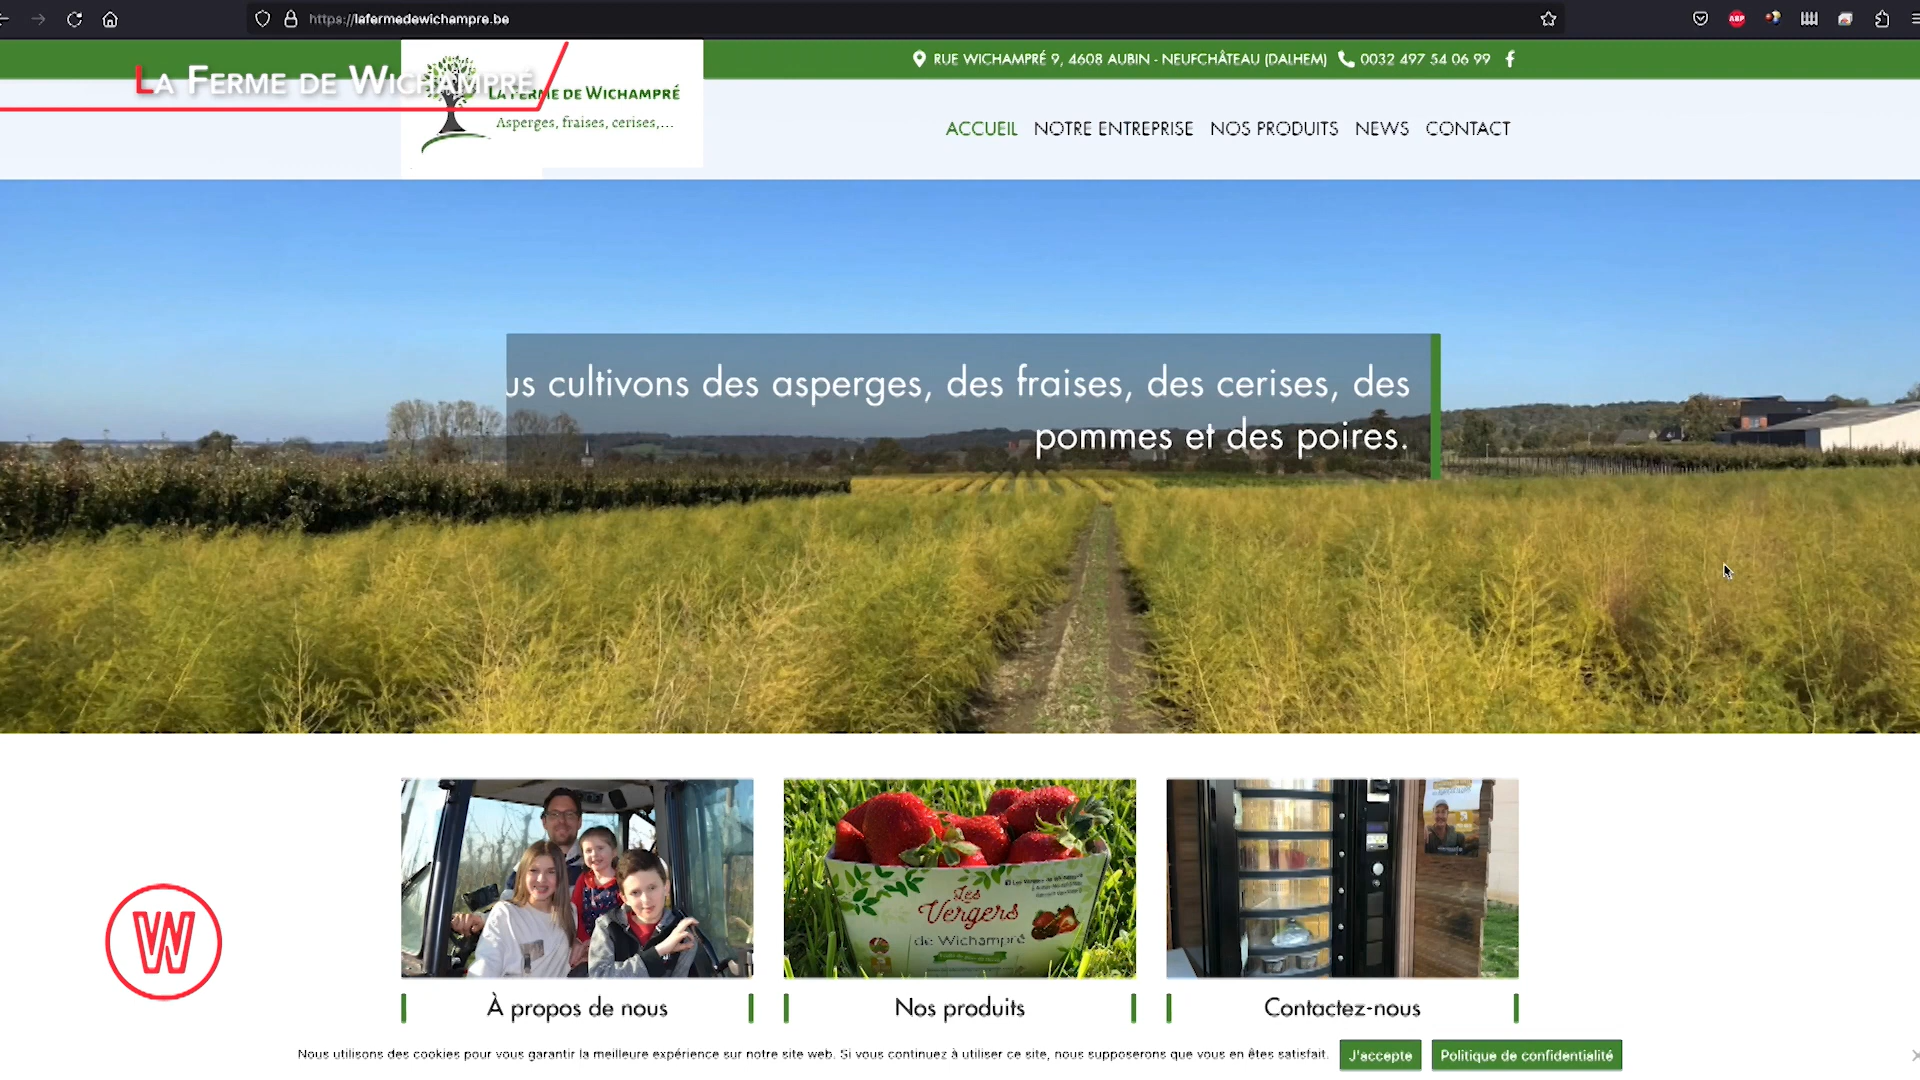 https://lafermedewichampre.be
RUE WICHAMPRÉ 9, 4608 AUBIN - NEUFCHÂTEAU (DALHEM) 0032 497 54 06 99
LA FERME DE WICHAMPRÉ
LA FERME DE WICHAMPRÉ
Asperges, fraises, cerises,...
ACCUEIL NOTRE ENTREPRISE NOS PRODUITS NEWS CONTACT
us cultivons des asperges, des fraises, des cerises, des
pommes et des poires.
Les
Vergers
de Wichampré
W
À propos de nous
Nos produits
Contactez-nous
Nous utilisons des cookies pour vous garantir la meilleure expérience sur notre site web. Si vous continuez à utiliser ce site, nous supposerons que vous en êtes satisfait. J'accepte Politique de confidentialité